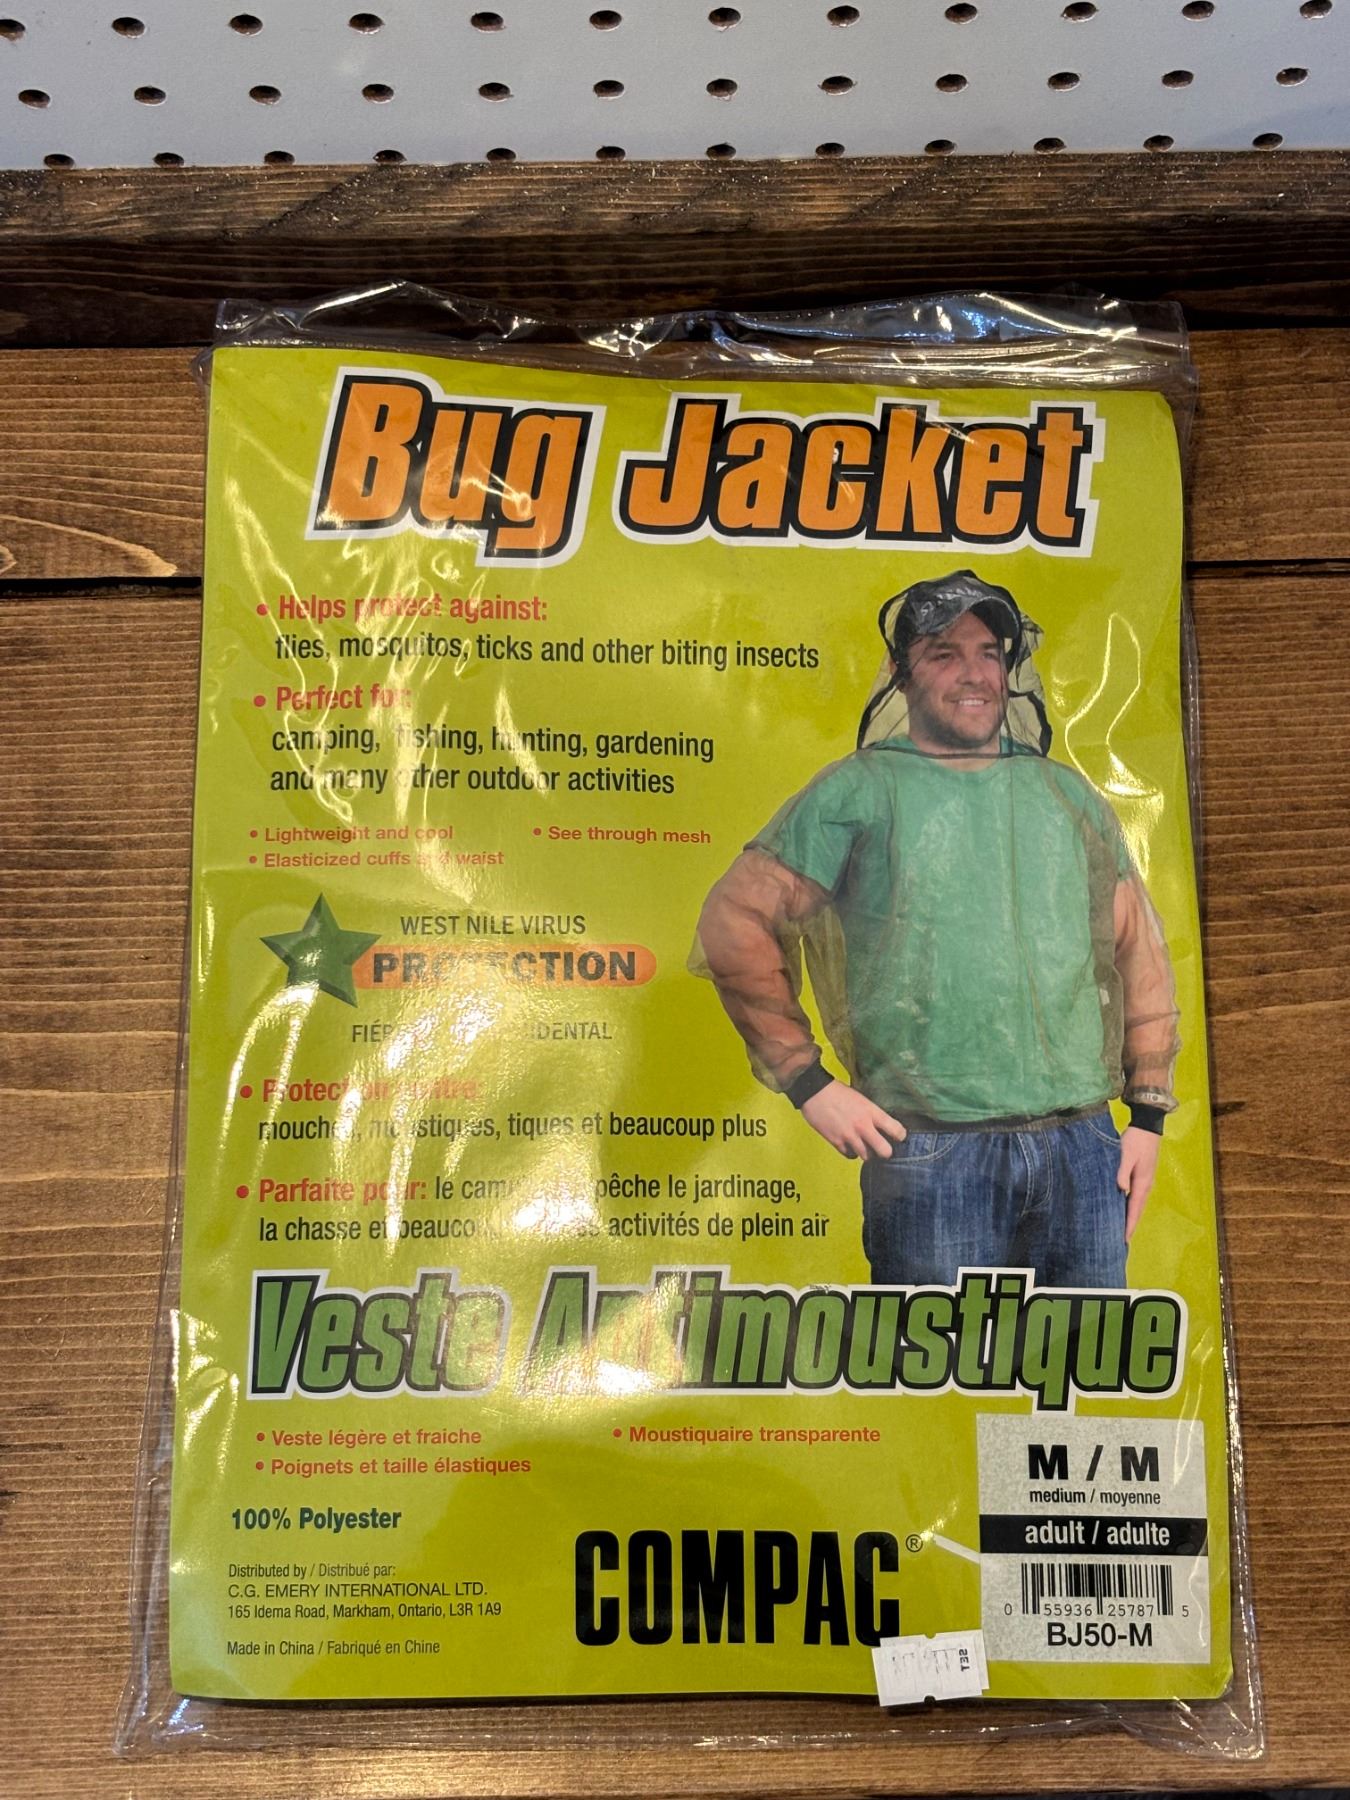 Bug Jacket
• Helps protect against:
flies, mosquitos, ticks and other biting insects
• Perfect for:
camping, fishing, hunting, gardening
and many other outdoor activities
• Lightweight and cool
• See through mesh
• Elasticized cuffs and waist
WEST NILE VIRUS
PROTECTION
IDENTAL
• Protection contre:
mouches, moustiques, tiques et beaucoup plus
• Parfaite pour: le pêche le jardinage,
la chasse et beaucoup activités de plein air
Veste Antimoustique
• Veste légère et fraiche
• Moustiquaire transparente
• Poignets et taille élastiques
100% Polyester
M / M
medium / moyenne
adult / adulte
Distributed by / Distribué par:
C.G. EMERY INTERNATIONAL LTD.
165 Idema Road, Markham, Ontario, L3R 1A9
Made in China / Fabriqué en Chine
COMPAC®
0 55936 25787 5
BJ50-M